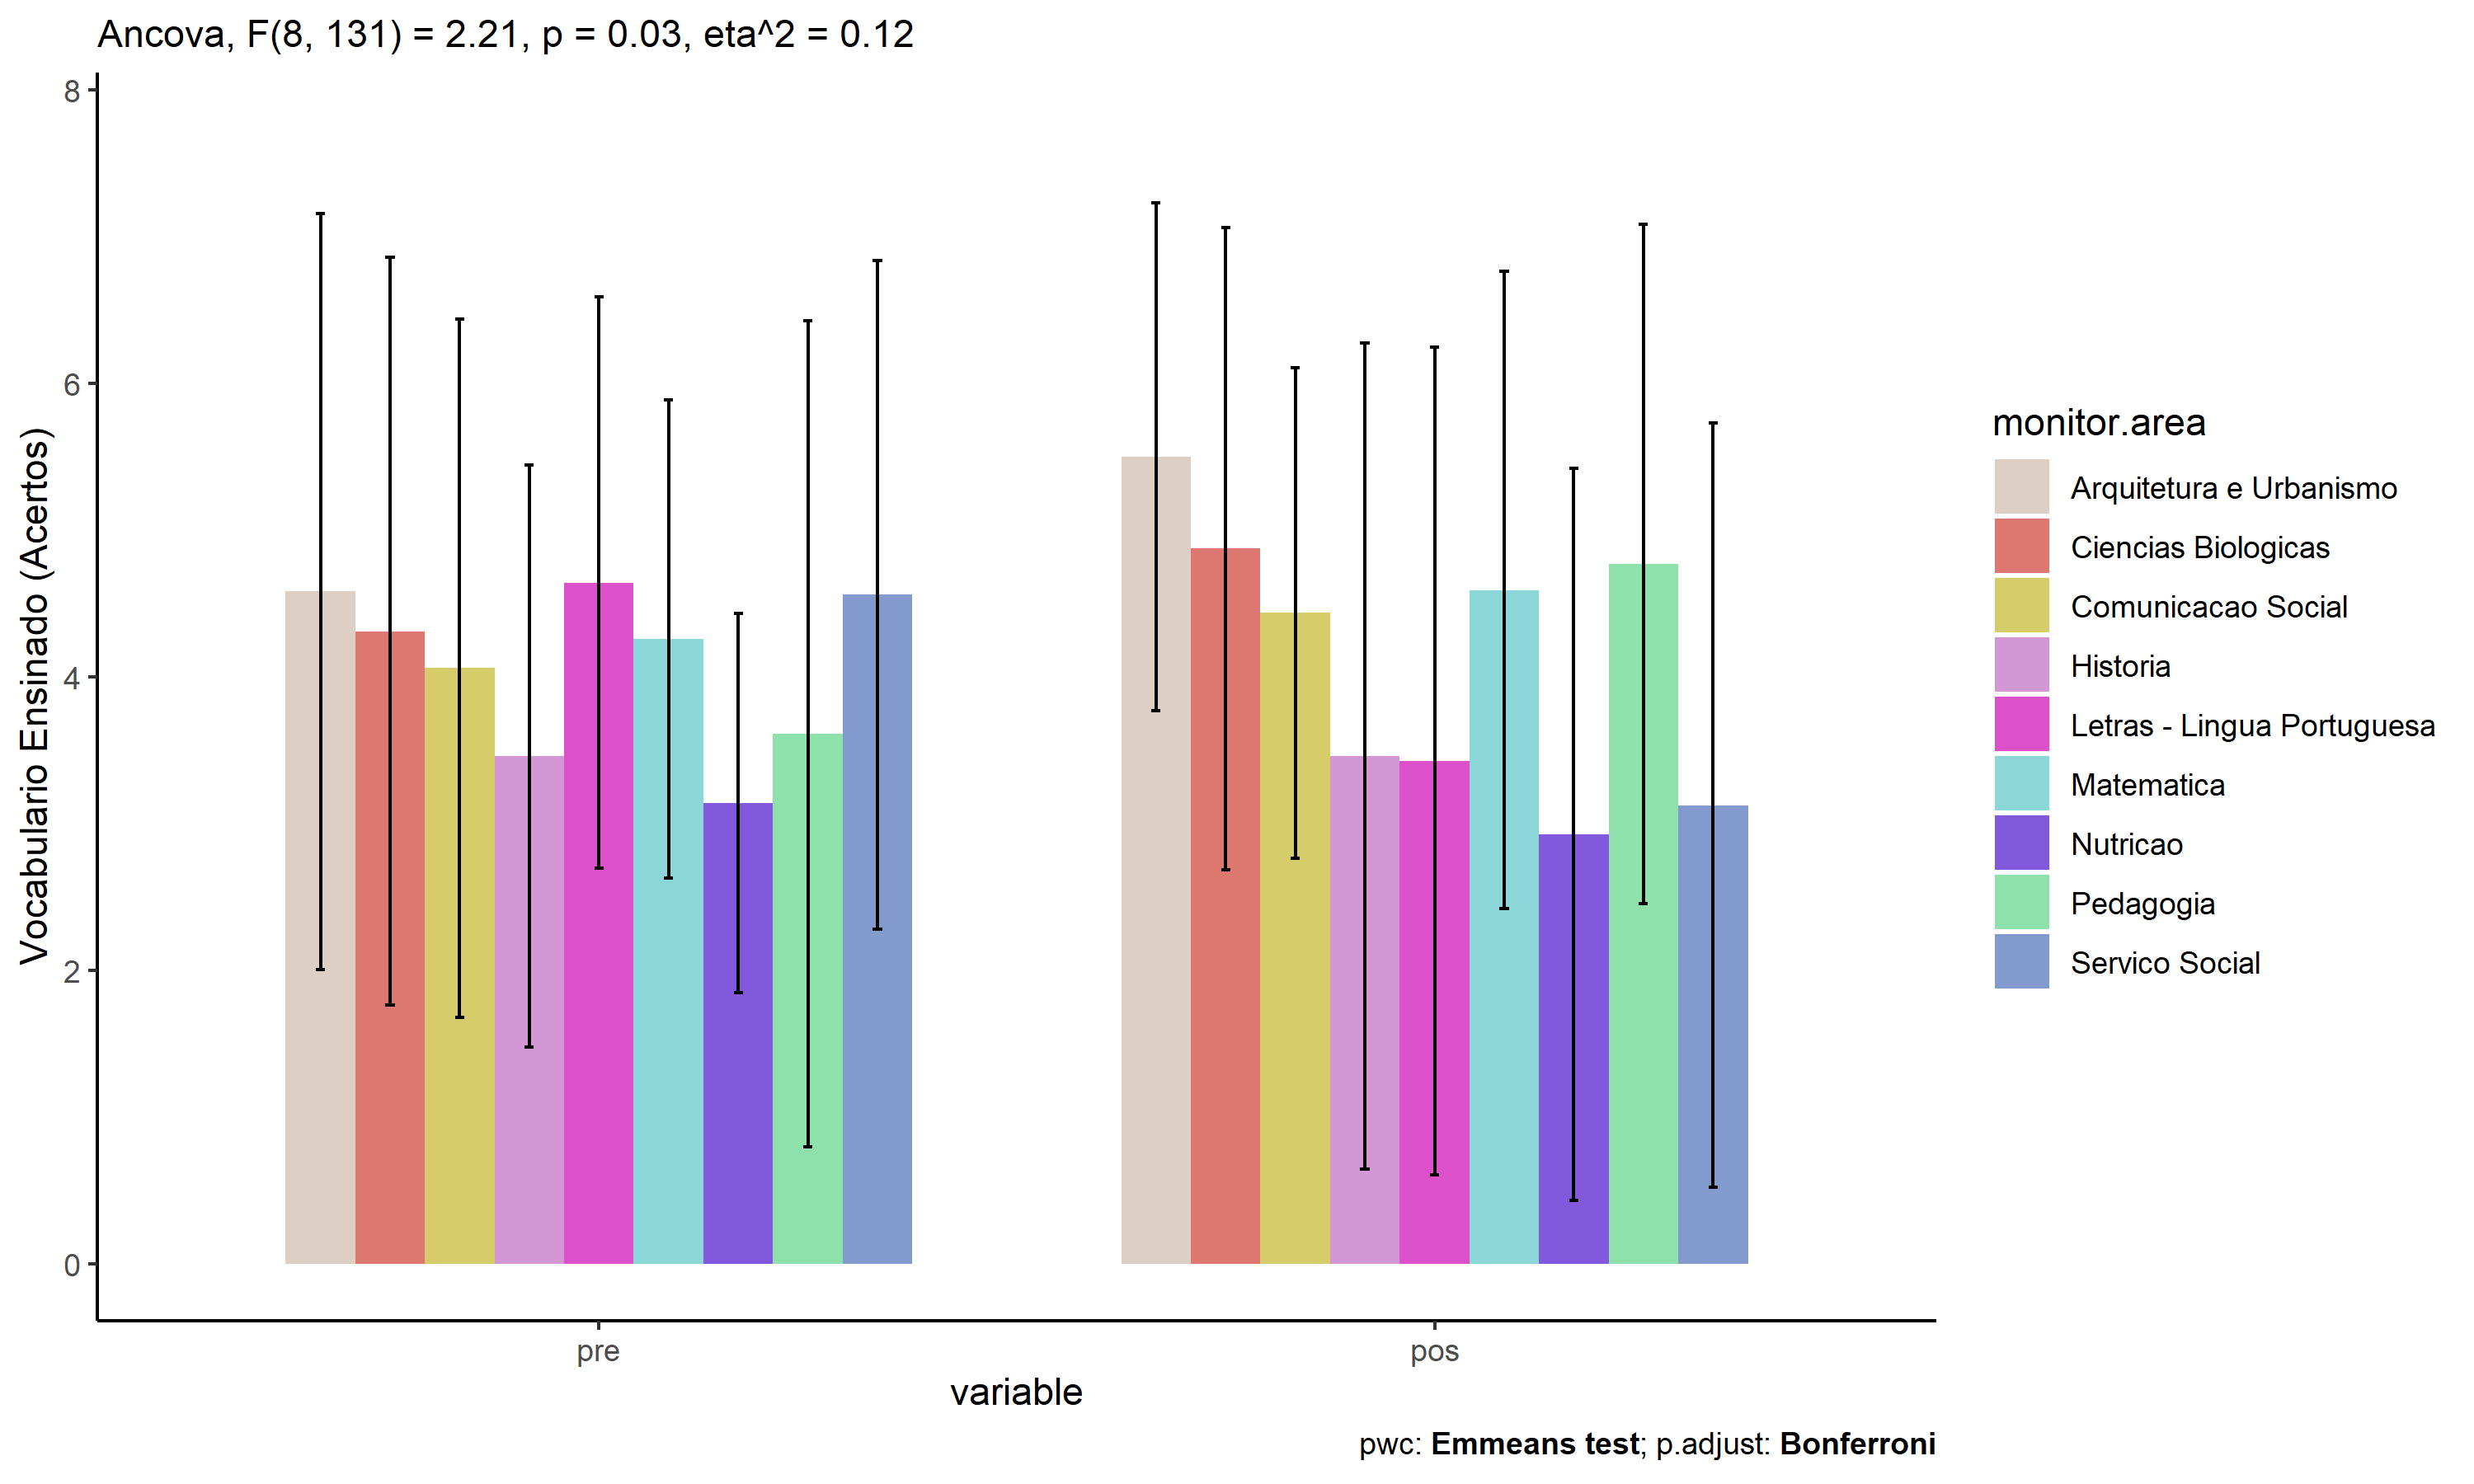 Ancova, F(8, 131) = 2.21, p = 0.03, eta^2 = 0.12
Vocabulario Ensinado (Acertos)
8
6
4
2
0
pre
pos
variable
monitor.area
Arquitetura e Urbanismo
Ciencias Biologicas
Comunicacao Social
Historia
Letras - Lingua Portuguesa
Matematica
Nutricao
Pedagogia
Servico Social
pwc: Emmeans test; p.adjust: Bonferroni